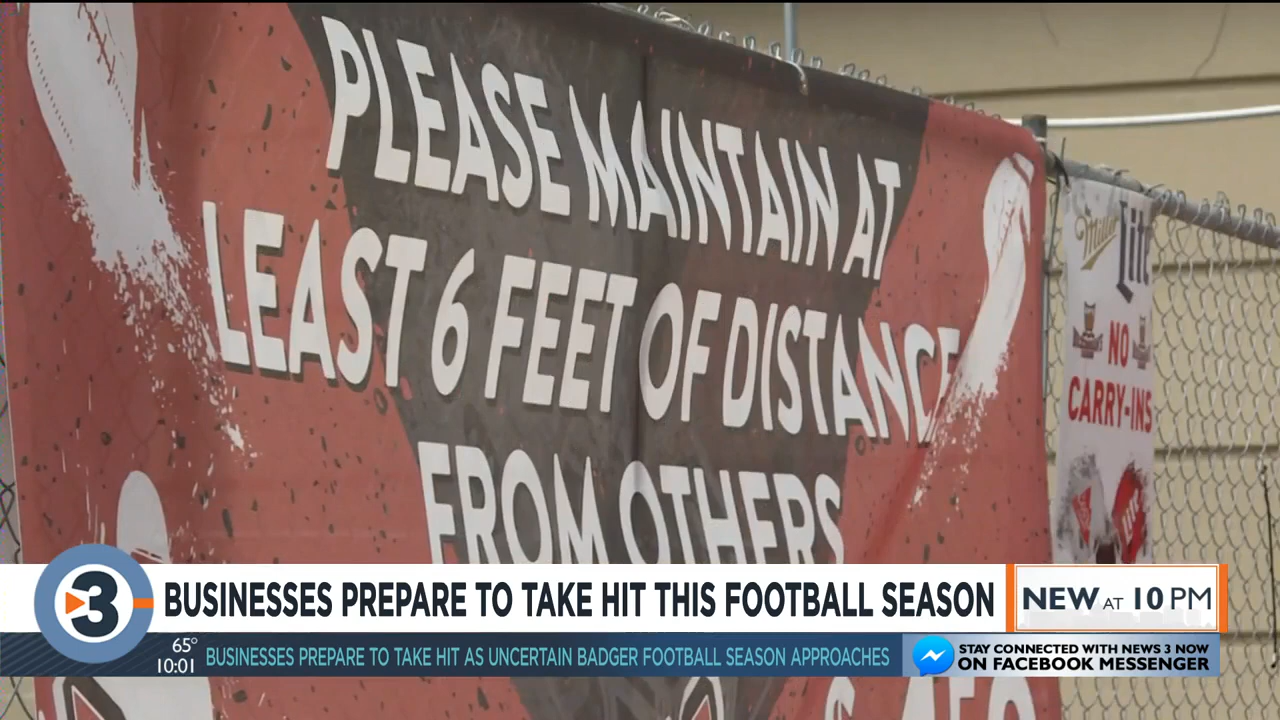 PLEASE MAINTAIN AT
LEAST 6 FEET OF DISTANCE
FROM OTHERS
Miller Lite
NO
CARRY-INS
3
BUSINESSES PREPARE TO TAKE HIT THIS FOOTBALL SEASON
NEW AT 10 PM
65°
10:01
BUSINESSES PREPARE TO TAKE HIT AS UNCERTAIN BADGER FOOTBALL SEASON APPROACHES
STAY CONNECTED WITH NEWS 3 NOW
ON FACEBOOK MESSENGER